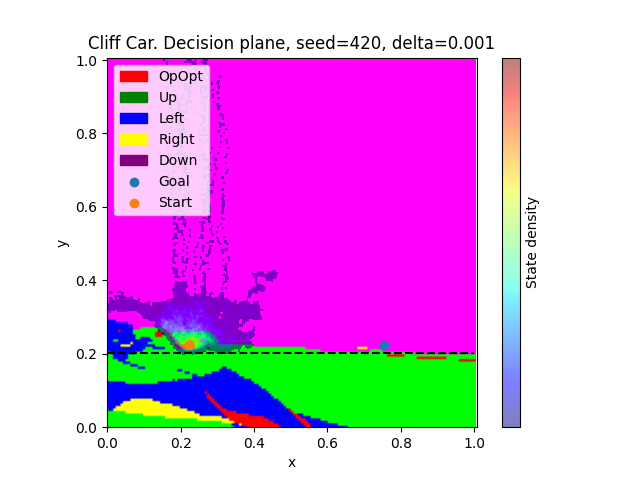 Cliff Car. Decision plane, seed=420, delta=0.001
1.0
0.8
0.6
0.4
0.2
0.0
y
OpOpt
Up
Left
Right
Down
Goal
Start
0.0 0.2 0.4 0.6 0.8 1.0
x
State density